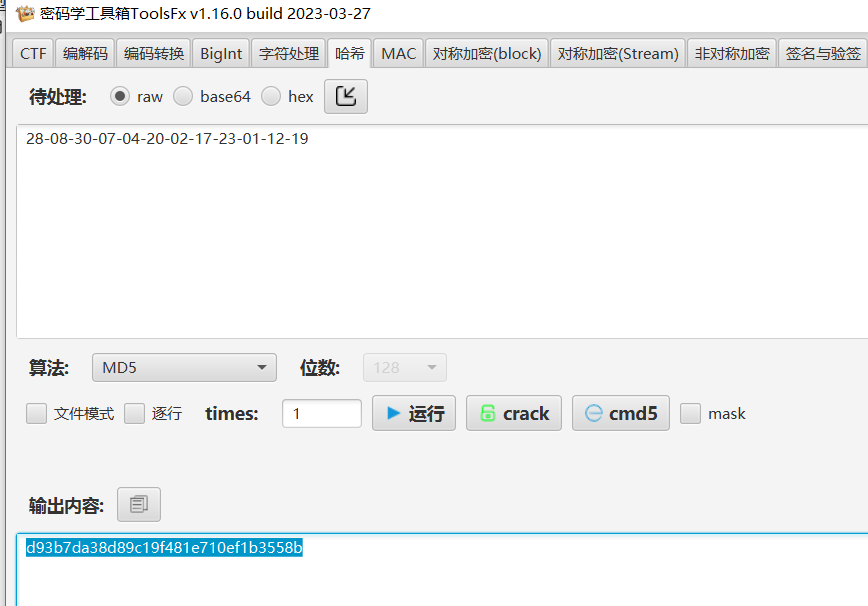 密码学工具箱ToolsFx v1.16.0 build 2023-03-27
CTF 编解码 编码转换 BigInt 字符处理 哈希 MAC 对称加密(block) 对称加密(Stream) 非对称加密 签名与验签
待处理: raw base64 hex
28-08-30-07-04-20-02-17-23-01-12-19
算法: MD5 位数: 128
文件模式 逐行 times: 1 运行 crack cmd5 mask
输出内容:
d93b7da38d89c19f481e710ef1b3558b